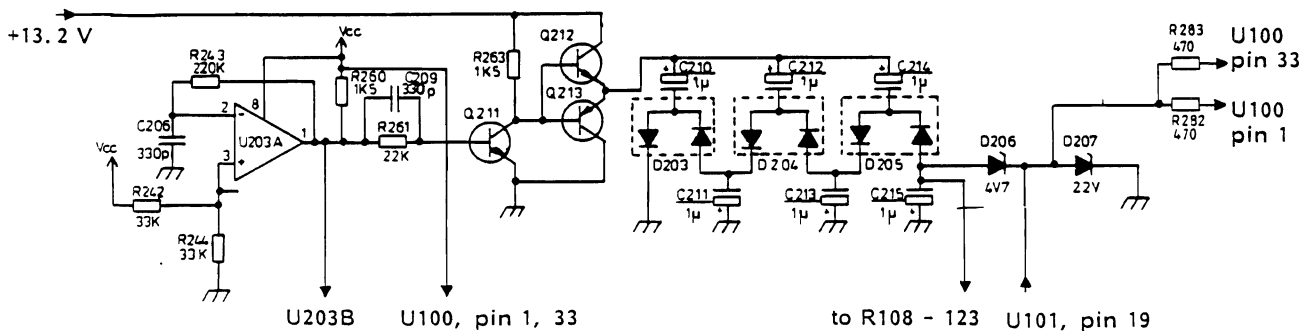 +13.2 V
Vcc
R243
220K
R260
1K5
C209
330p
R263
1K5
Q212
Q213
Q211
C206
330p
2
8
1
3
U203A
R261
22K
Vcc
R242
33K
R244
33K
C210
1µ
C212
1µ
C214
1µ
D203
D204
D205
C211
1µ
C213
1µ
C215
1µ
D206
4V7
D207
22V
R283
470
U100
pin 33
R282
470
U100
pin 1
U203B
U100, pin 1, 33
to R108 - 123
U101, pin 19